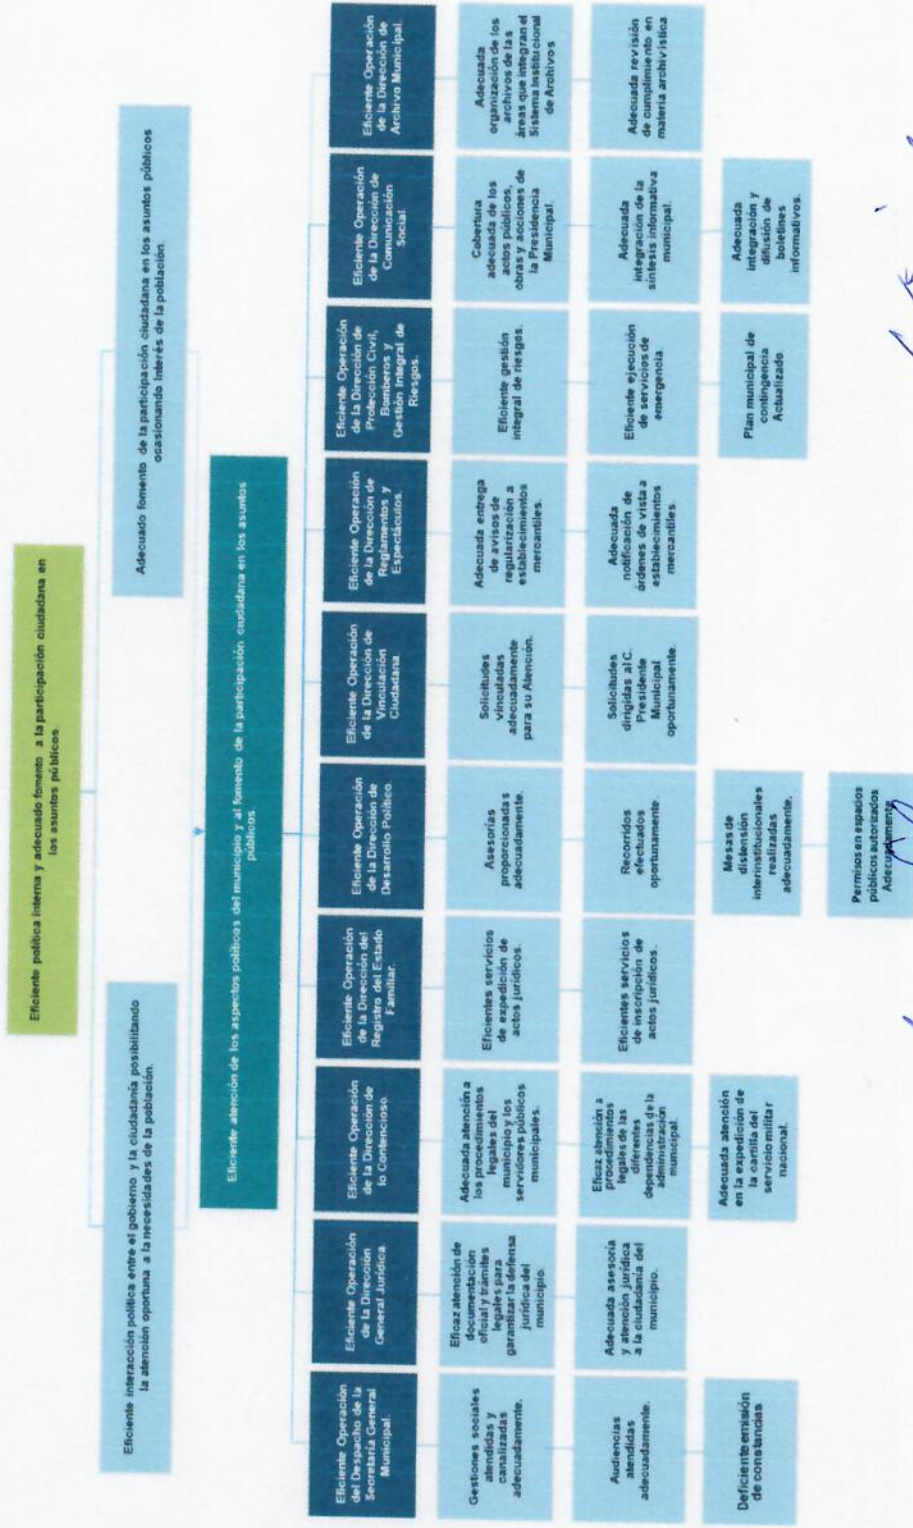 Eficiente política interna y adecuado fomento a la participación ciudadana en
los asuntos públicos.
Eficiente interacción política entre el gobierno y la ciudadanía posibilitando
la atención oportuna a la necesidades de la población.
Adecuado fomento de la participación ciudadana en los asuntos públicos
ocasionando interés de la población.
Eficiente atención de los aspectos políticos del municipio y al fomento de la participación ciudadana en los asuntos
públicos.
Eficiente Operación
del Despacho de la
Secretaría General
Municipal.
Gestiones sociales
atendidas y
canalizadas
adecuadamente.
Audiencias
atendidas
adecuadamente.
Deficiente emisión
de constancias
Eficiente Operación
de la Dirección
General Jurídica.
Eficaz atención de
documentación
oficial y trámites
legales para
garantizar la defensa
jurídica del
municipio.
Adecuada asesoría
y atención jurídica
a la ciudadanía del
municipio.
Eficiente Operación
de la Dirección de
lo Contencioso.
Adecuada atención a
los procedimientos
legales del
municipio y los
servidores públicos
municipales.
Eficaz atención a
procedimientos
legales de las
diferentes
dependencias de la
administración
municipal.
Adecuada atención
en la expedición de
la cartilla del
servicio militar
nacional.
Eficiente Operación
de la Dirección del
Registro del Estado
Familiar.
Eficientes servicios
de expedición de
actos jurídicos.
Eficientes servicios
de inscripción de
actos jurídicos.
Eficiente Operación
de la Dirección de
Desarrollo Político.
Asesorías
proporcionadas
adecuadamente.
Recorridos
efectuados
oportunamente.
Mesas de
distensión
interinstitucionales
realizadas
adecuadamente.
Permisos en espacios
públicos autorizados
Adecuadamente
Eficiente Operación
de la Dirección de
Vinculación
Ciudadana.
Solicitudes
vinculadas
adecuadamente
para su Atención.
Solicitudes
dirigidas al C.
Presidente
Municipal
oportunamente.
Eficiente Operación
de la Dirección de
Reglamentos y
Espectáculos.
Adecuada entrega
de avisos de
regularización a
establecimientos
mercantiles.
Adecuada
notificación de
órdenes de vista a
establecimientos
mercantiles.
Eficiente Operación
de la Dirección de
Protección Civil,
Bomberos y
Gestión Integral de
Riesgos.
Eficiente gestión
integral de riesgos.
Eficiente ejecución
de servicios de
emergencia.
Plan municipal de
contingencia
Actualizado
Eficiente Operación
de la Dirección de
Comunicación
Social.
Cobertura
adecuada de los
actos públicos,
obras y acciones de
la Presidencia
Municipal.
Adecuada
integración de la
síntesis informativa
municipal.
Adecuada
integración y
difusión de
boletines
informativos.
Eficiente Operación
de la Dirección de
Archivo Municipal.
Adecuada
organización de los
archivos de las
áreas que integran el
Sistema Institucional
de Archivos
Adecuada revisión
de cumplimiento en
materia archivística